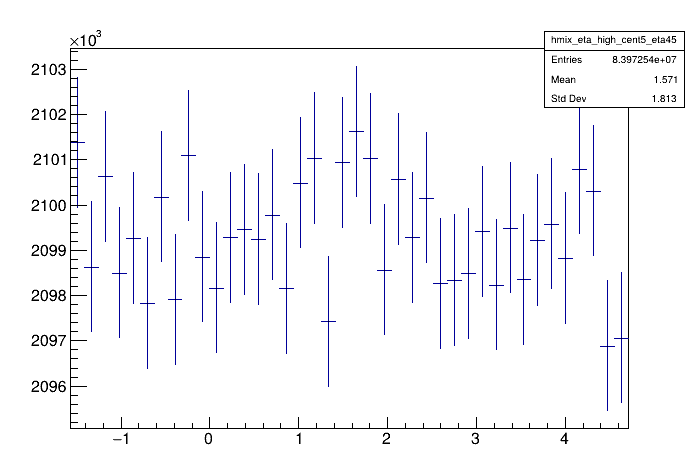 ×10³
hmix_eta_high_cent5_eta45
Entries 8.397254e+07
Mean 1.571
Std Dev 1.813
2103
2102
2101
2100
2099
2098
2097
2096
−1 0 1 2 3 4